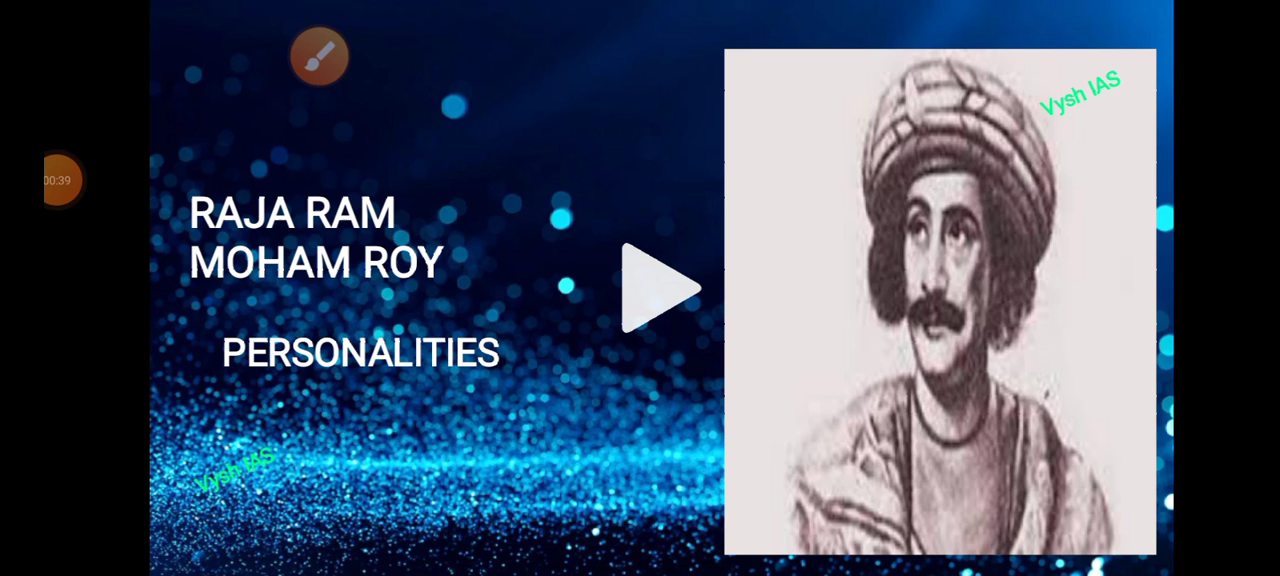 Vysh IAS
00:39
RAJA RAM
MOHAM ROY
PERSONALITIES
Vysh IAS